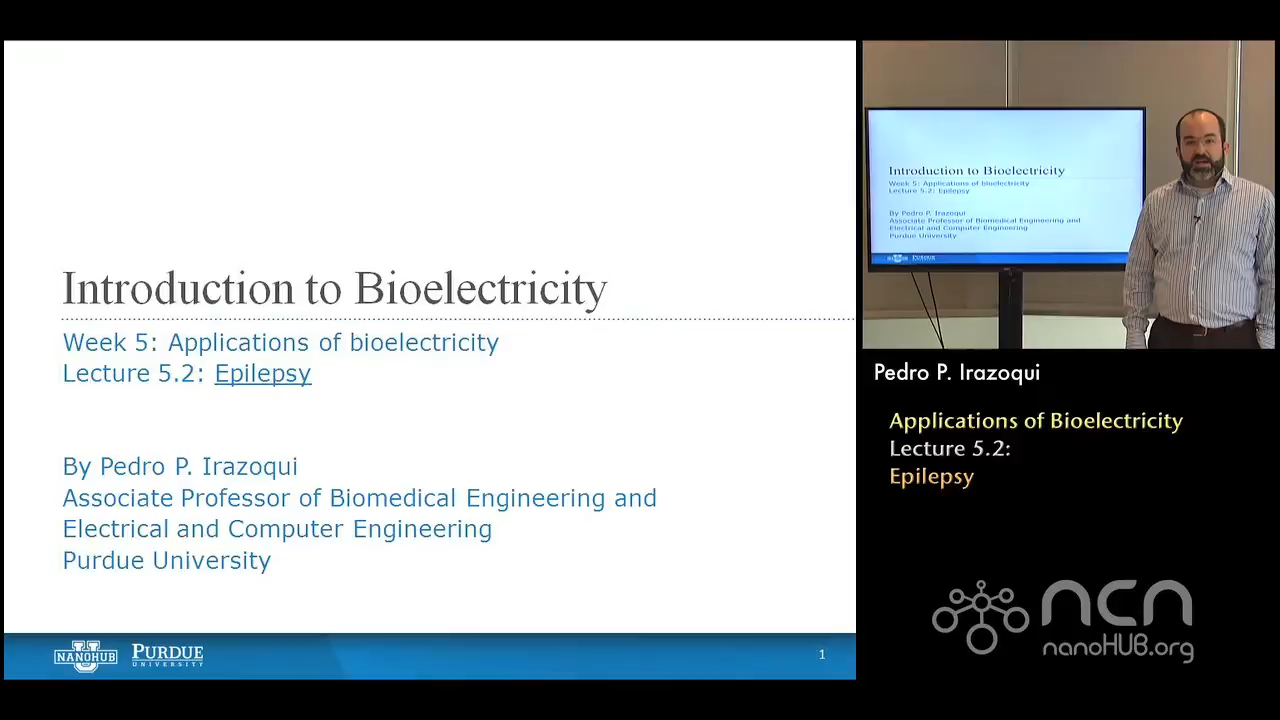 Introduction to Bioelectricity
Week 5: Applications of bioelectricity
Lecture 5.2: Epilepsy
By Pedro P. Irazoqui
Associate Professor of Biomedical Engineering and
Electrical and Computer Engineering
Purdue University
NANOHUB
U
PURDUE
UNIVERSITY
1
Introduction to Bioelectricity
Week 5: Applications of bioelectricity
Lecture 5.2: Epilepsy
By Pedro P. Irazoqui
Associate Professor of Biomedical Engineering and
Electrical and Computer Engineering
Purdue University
NANOHUB
PURDUE
Pedro P. Irazoqui
Applications of Bioelectricity
Lecture 5.2:
Epilepsy
ncn
nanoHUB.org